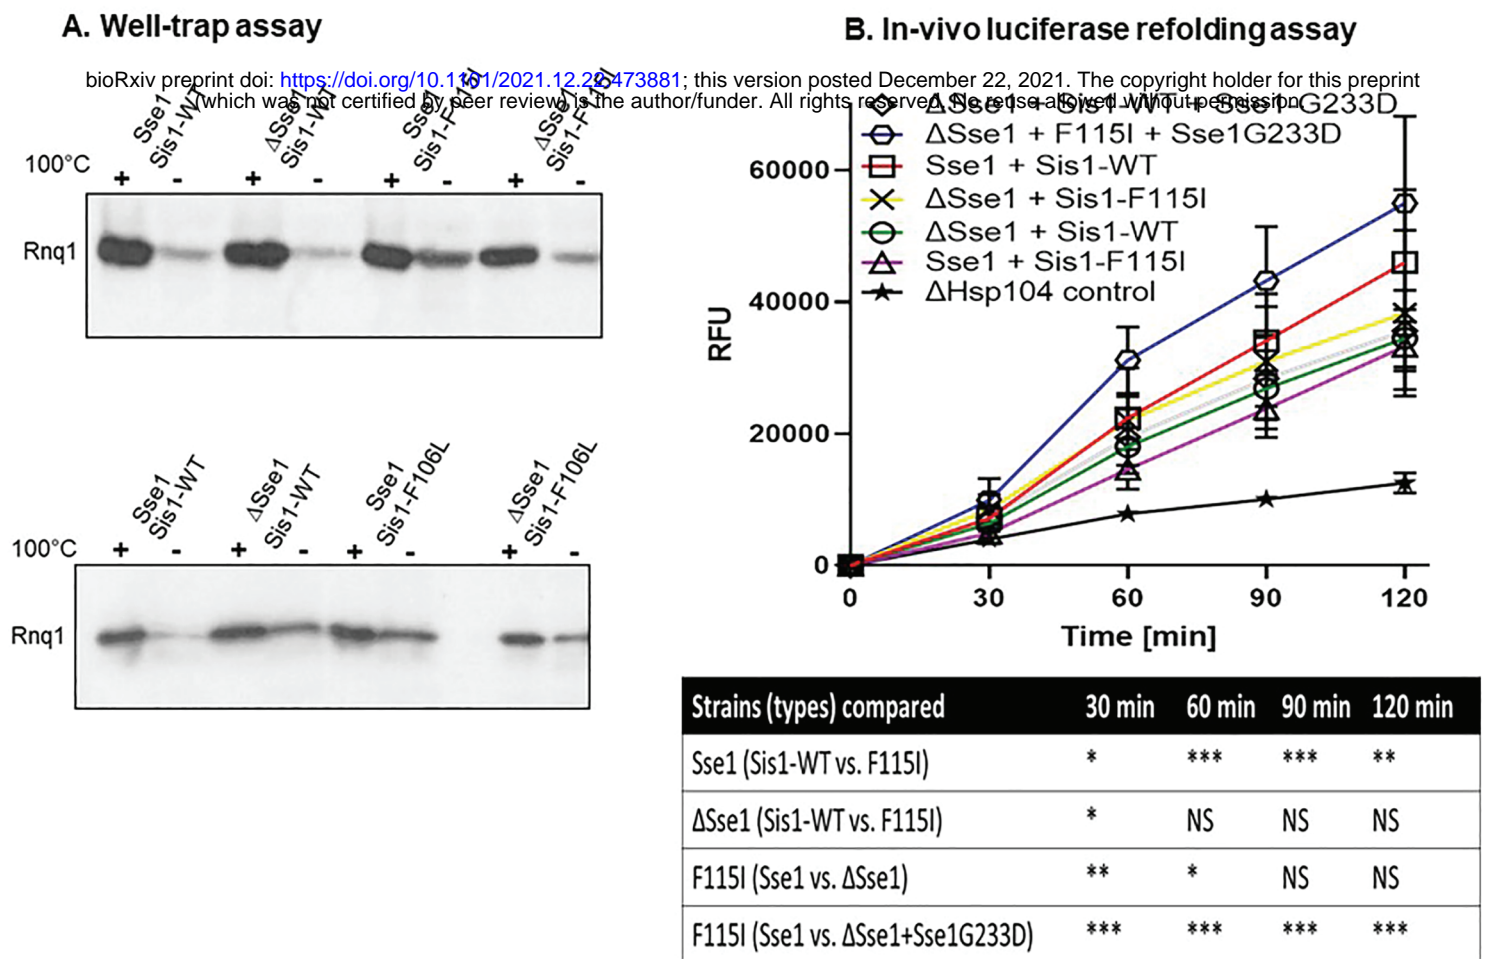 A. Well-trap assay
B. In-vivo luciferase refolding assay
bioRxiv preprint doi: https://doi.org/10.1101/2021.12.22.473881; this version posted December 22, 2021. The copyright holder for this preprint
(which was not certified by peer review) is the author/funder. All rights reserved. No reuse allowed without permission.
Sse1
Sis1-WT
ΔSse1
Sis1-WT
Sse1
Sis1-F115I
ΔSse1
Sis1-F115I
100°C
+ - + - + - + -
Rnq1
Sse1
Sis1-WT
ΔSse1
Sis1-WT
Sse1
Sis1-F106L
ΔSse1
Sis1-F106L
100°C
+ - + - + - + -
Rnq1
ΔSse1 + Sis1-WT + Sse1-G233D
ΔSse1 + F115I + Sse1G233D
Sse1 + Sis1-WT
ΔSse1 + Sis1-F115I
ΔSse1 + Sis1-WT
Sse1 + Sis1-F115I
ΔHsp104 control
RFU
60000
40000
20000
0
0 30 60 90 120
Time [min]
Strains (types) compared 30 min 60 min 90 min 120 min
Sse1 (Sis1-WT vs. F115I) * *** *** **
ΔSse1 (Sis1-WT vs. F115I) * NS NS NS
F115I (Sse1 vs. ΔSse1) ** * NS NS
F115I (Sse1 vs. ΔSse1+Sse1G233D) *** *** *** ***